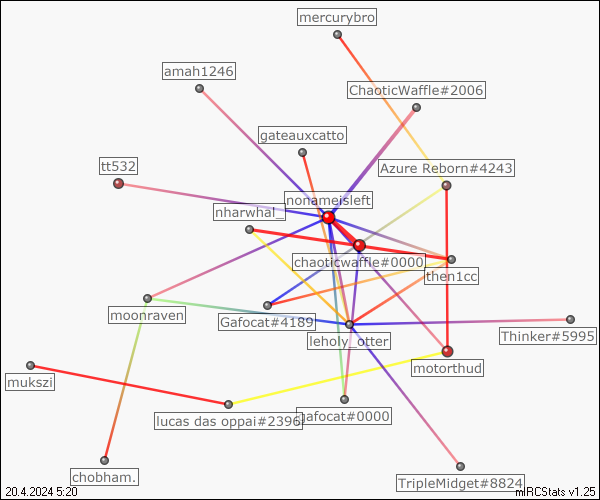 mercurybro
amah1246
ChaoticWaffle#2006
gateauxcatto
tt532
Azure Reborn#4243
nonameisleft
nharwhal_
chaoticwaffle#0000
then1cc
moonraven
Gafocat#4189
leholy_otter
Thinker#5995
motorthud
mukszi
lucas das oppai#2396
gafocat#0000
chobham.
TripleMidget#8824
20.4.2024 5:20
mIRCStats v1.25